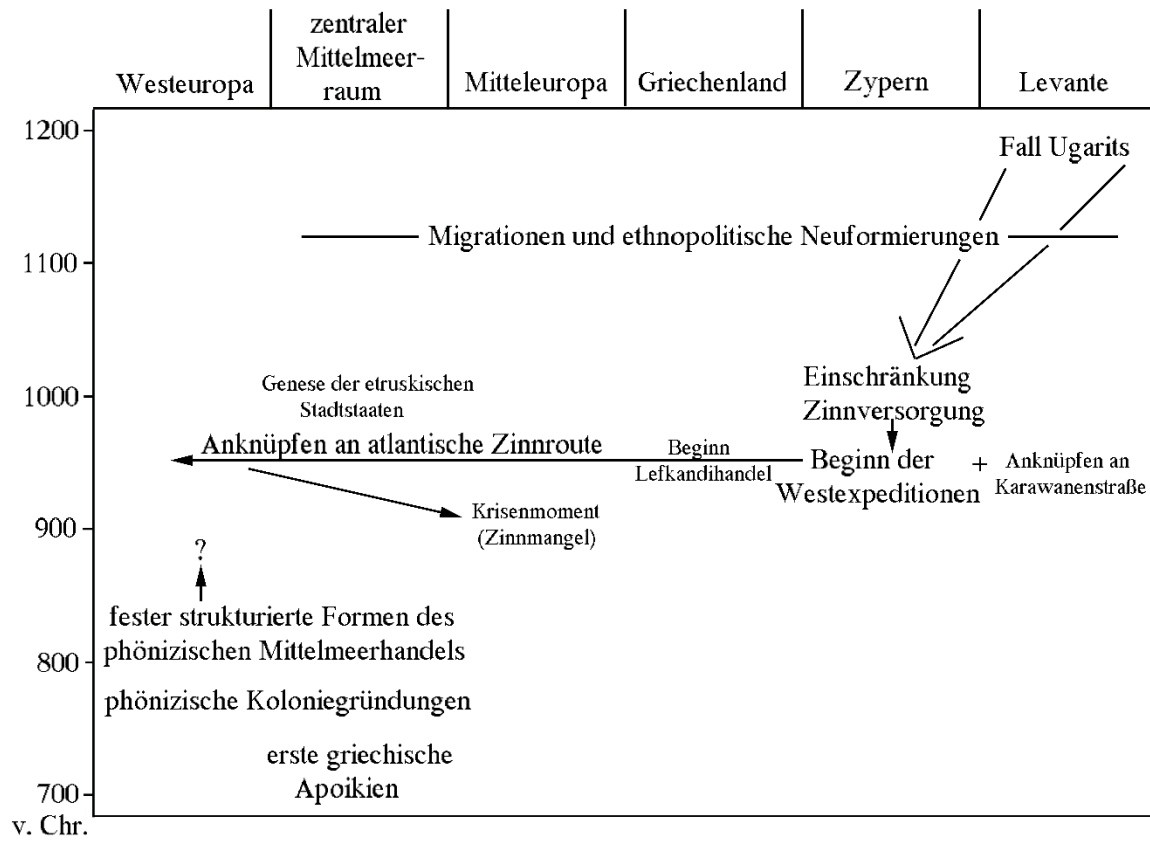 zentraler
Mittelmeer-
raum
Westeuropa
Mitteleuropa
Griechenland
Zypern
Levante
1200
Fall Ugarits
Migrationen und ethnopolitische Neuformierungen
1100
Einschränkung
Zinnversorgung
1000
Genese der etruskischen
Stadtstaaten
Anknüpfen an atlantische Zinnroute
Beginn
Lefkandihandel
Beginn der
Westexpeditionen
+
Anknüpfen an
Karawanenstraße
Krisenmoment
(Zinnmangel)
900
?
fester strukturierte Formen des
phönizischen Mittelmeerhandels
800
phönizische Koloniegründungen
erste griechische
Apoikien
700
v. Chr.